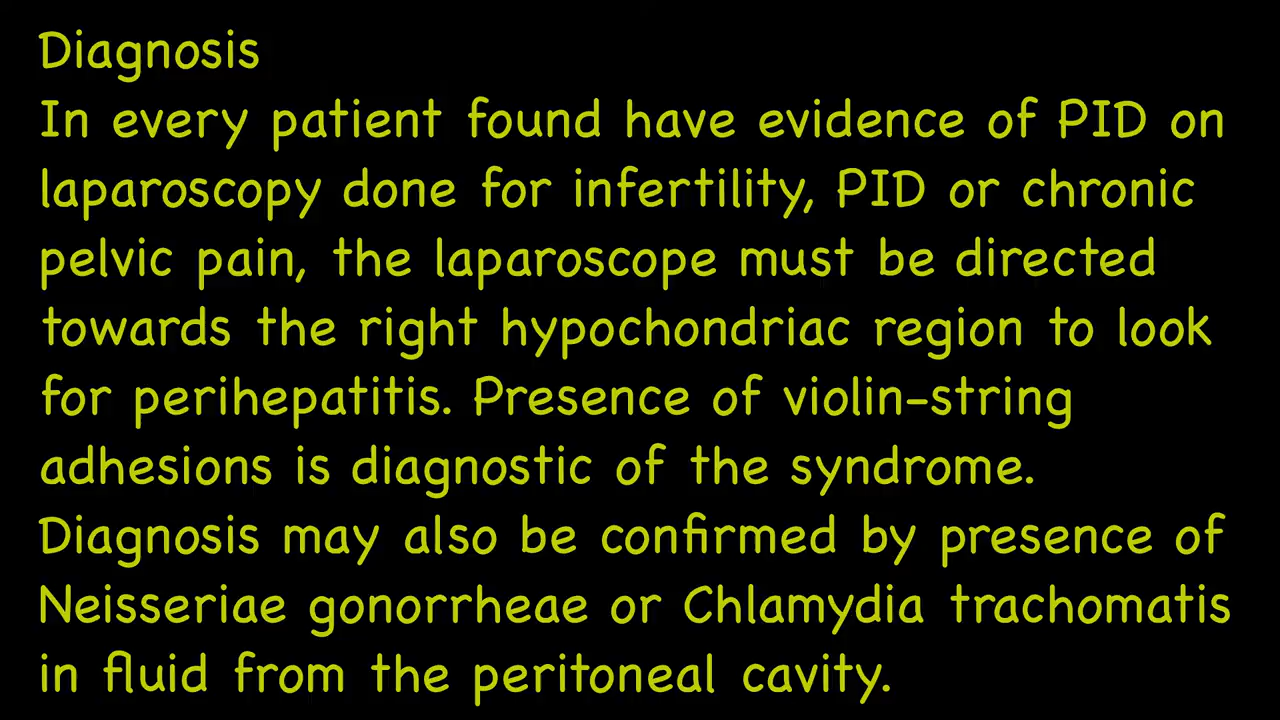 Diagnosis
In every patient found have evidence of PID on
laparoscopy done for infertility, PID or chronic
pelvic pain, the laparoscope must be directed
towards the right hypochondriac region to look
for perihepatitis. Presence of violin-string
adhesions is diagnostic of the syndrome.
Diagnosis may also be confirmed by presence of
Neisseriae gonorrheae or Chlamydia trachomatis
in fluid from the peritoneal cavity.